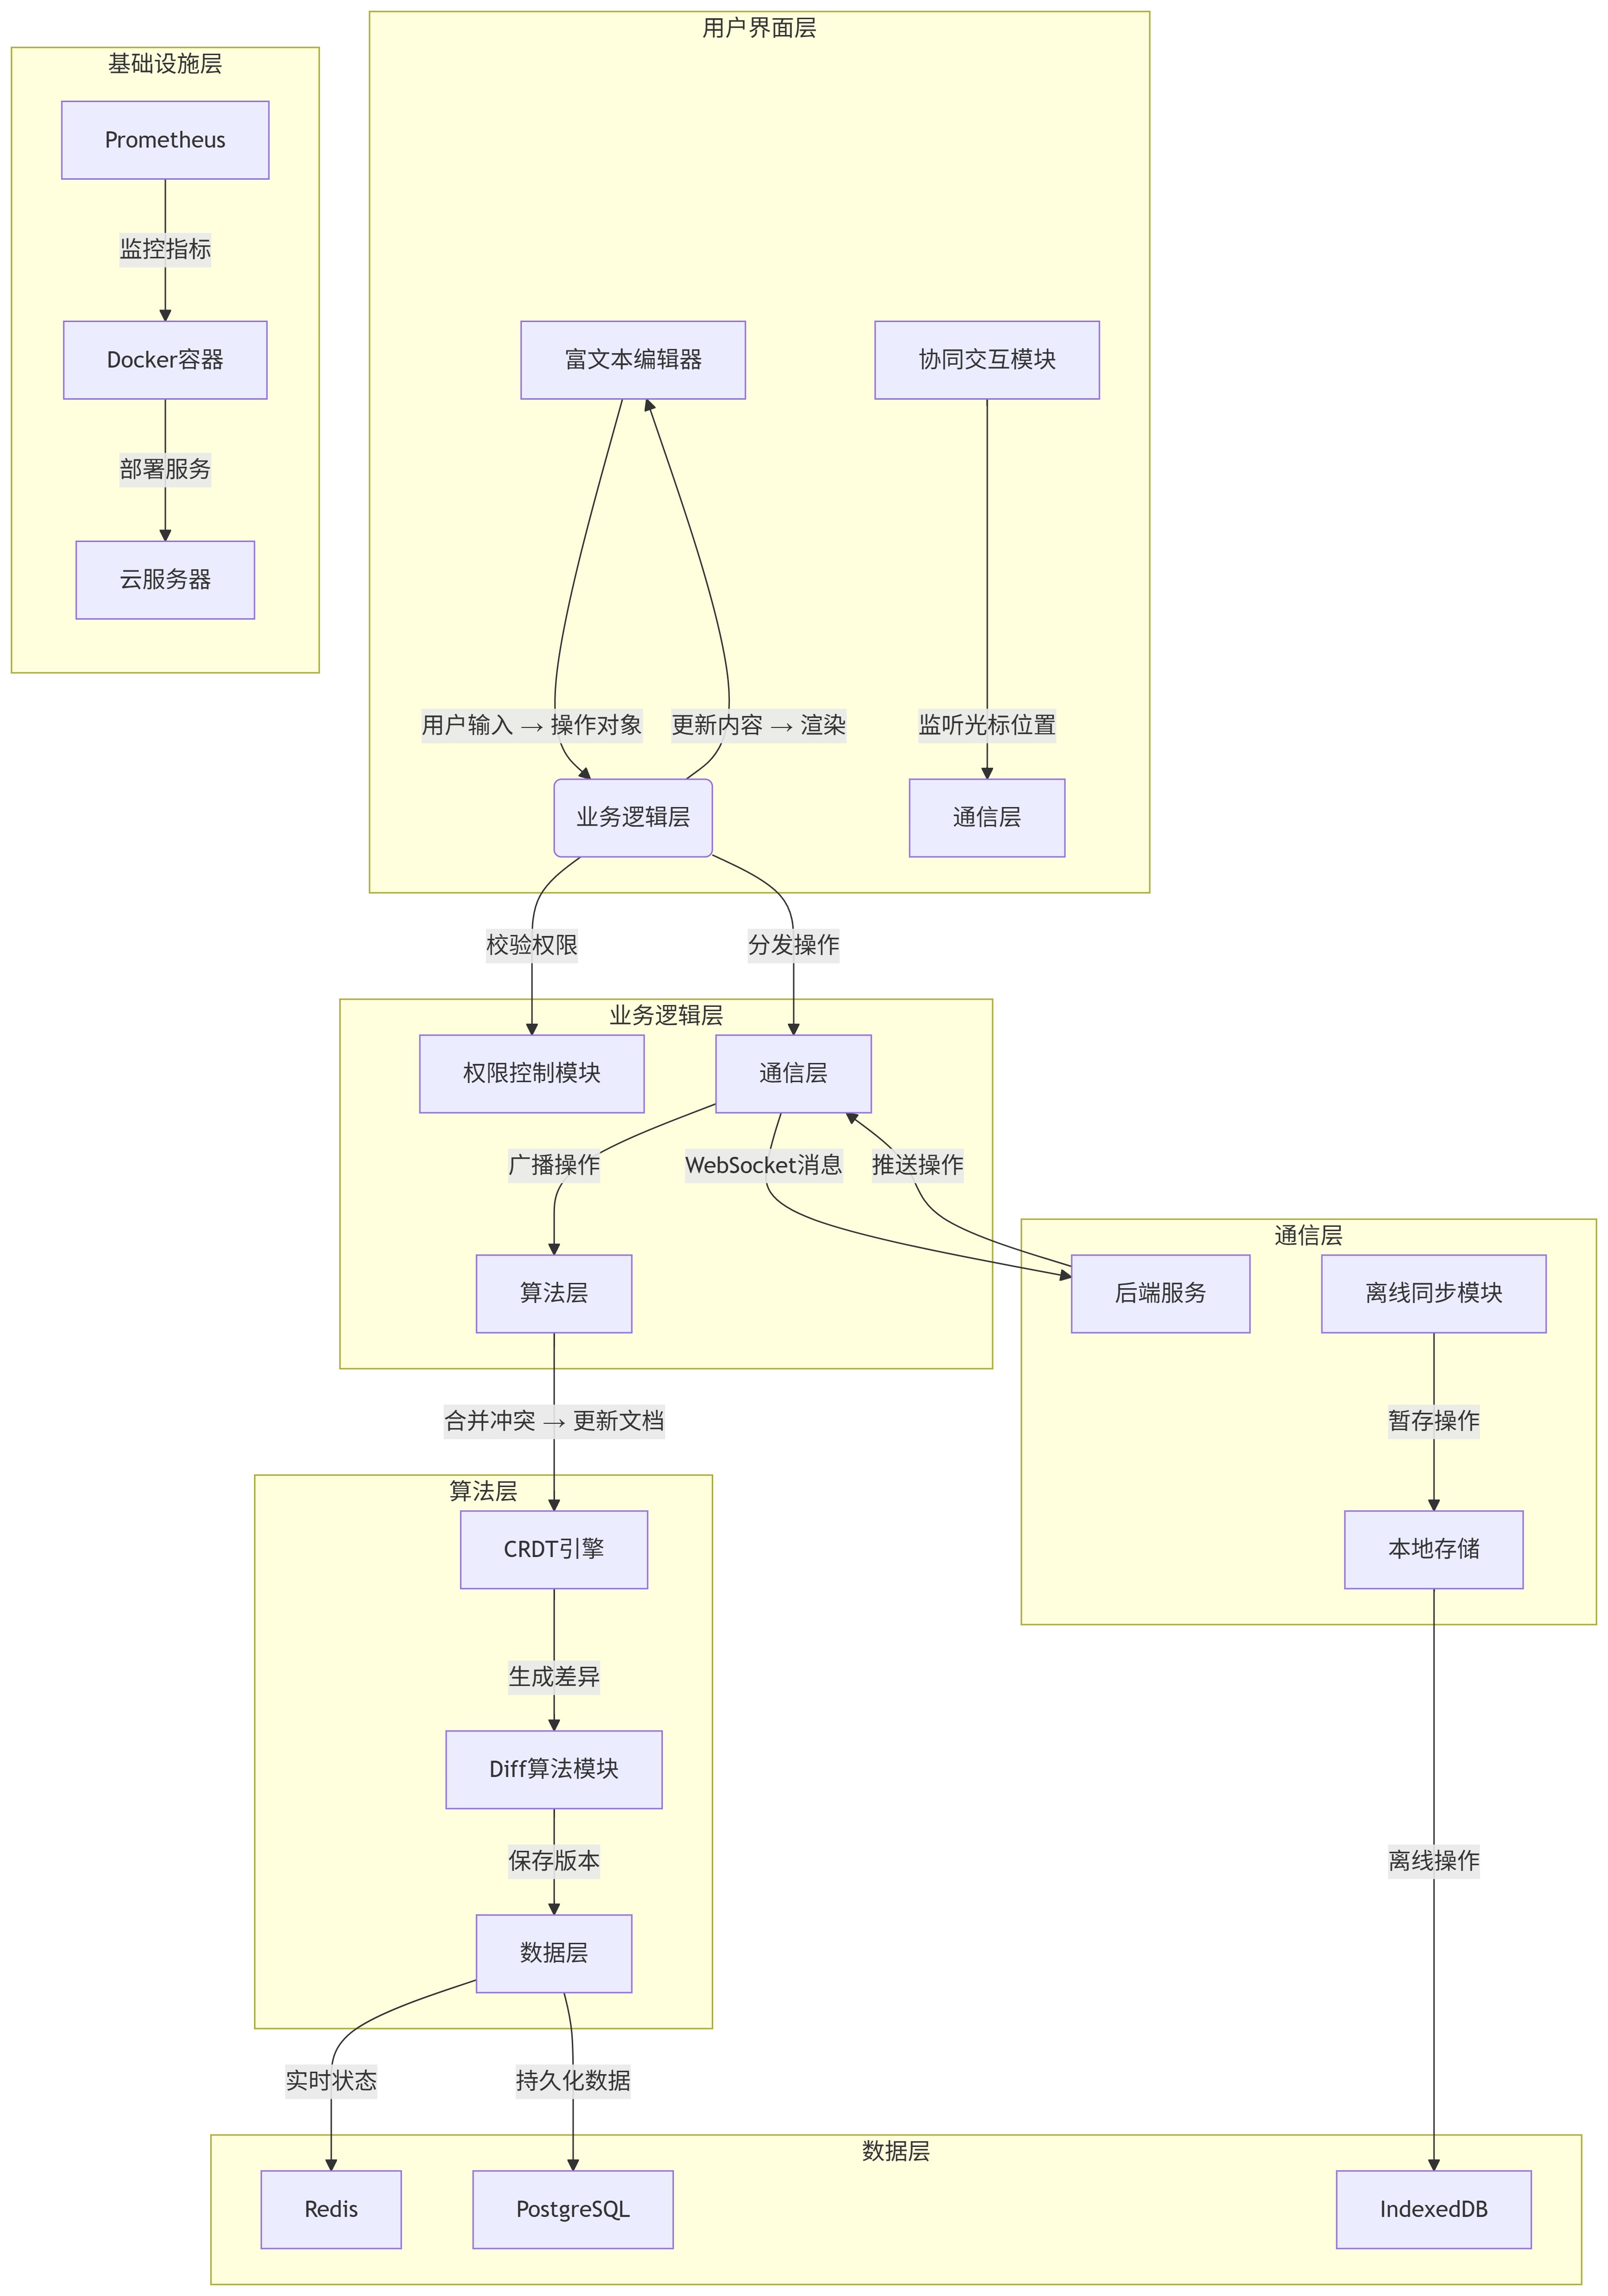 用户界面层
基础设施层
Prometheus
监控指标
Docker容器
部署服务
云服务器
富文本编辑器
协同交互模块
用户输入 → 操作对象
更新内容 → 渲染
监听光标位置
业务逻辑层
通信层
校验权限
分发操作
业务逻辑层
权限控制模块
通信层
广播操作
WebSocket消息
推送操作
算法层
通信层
后端服务
离线同步模块
合并冲突 → 更新文档
暂存操作
算法层
CRDT引擎
本地存储
生成差异
Diff算法模块
保存版本
离线操作
数据层
实时状态
持久化数据
数据层
Redis
PostgreSQL
IndexedDB